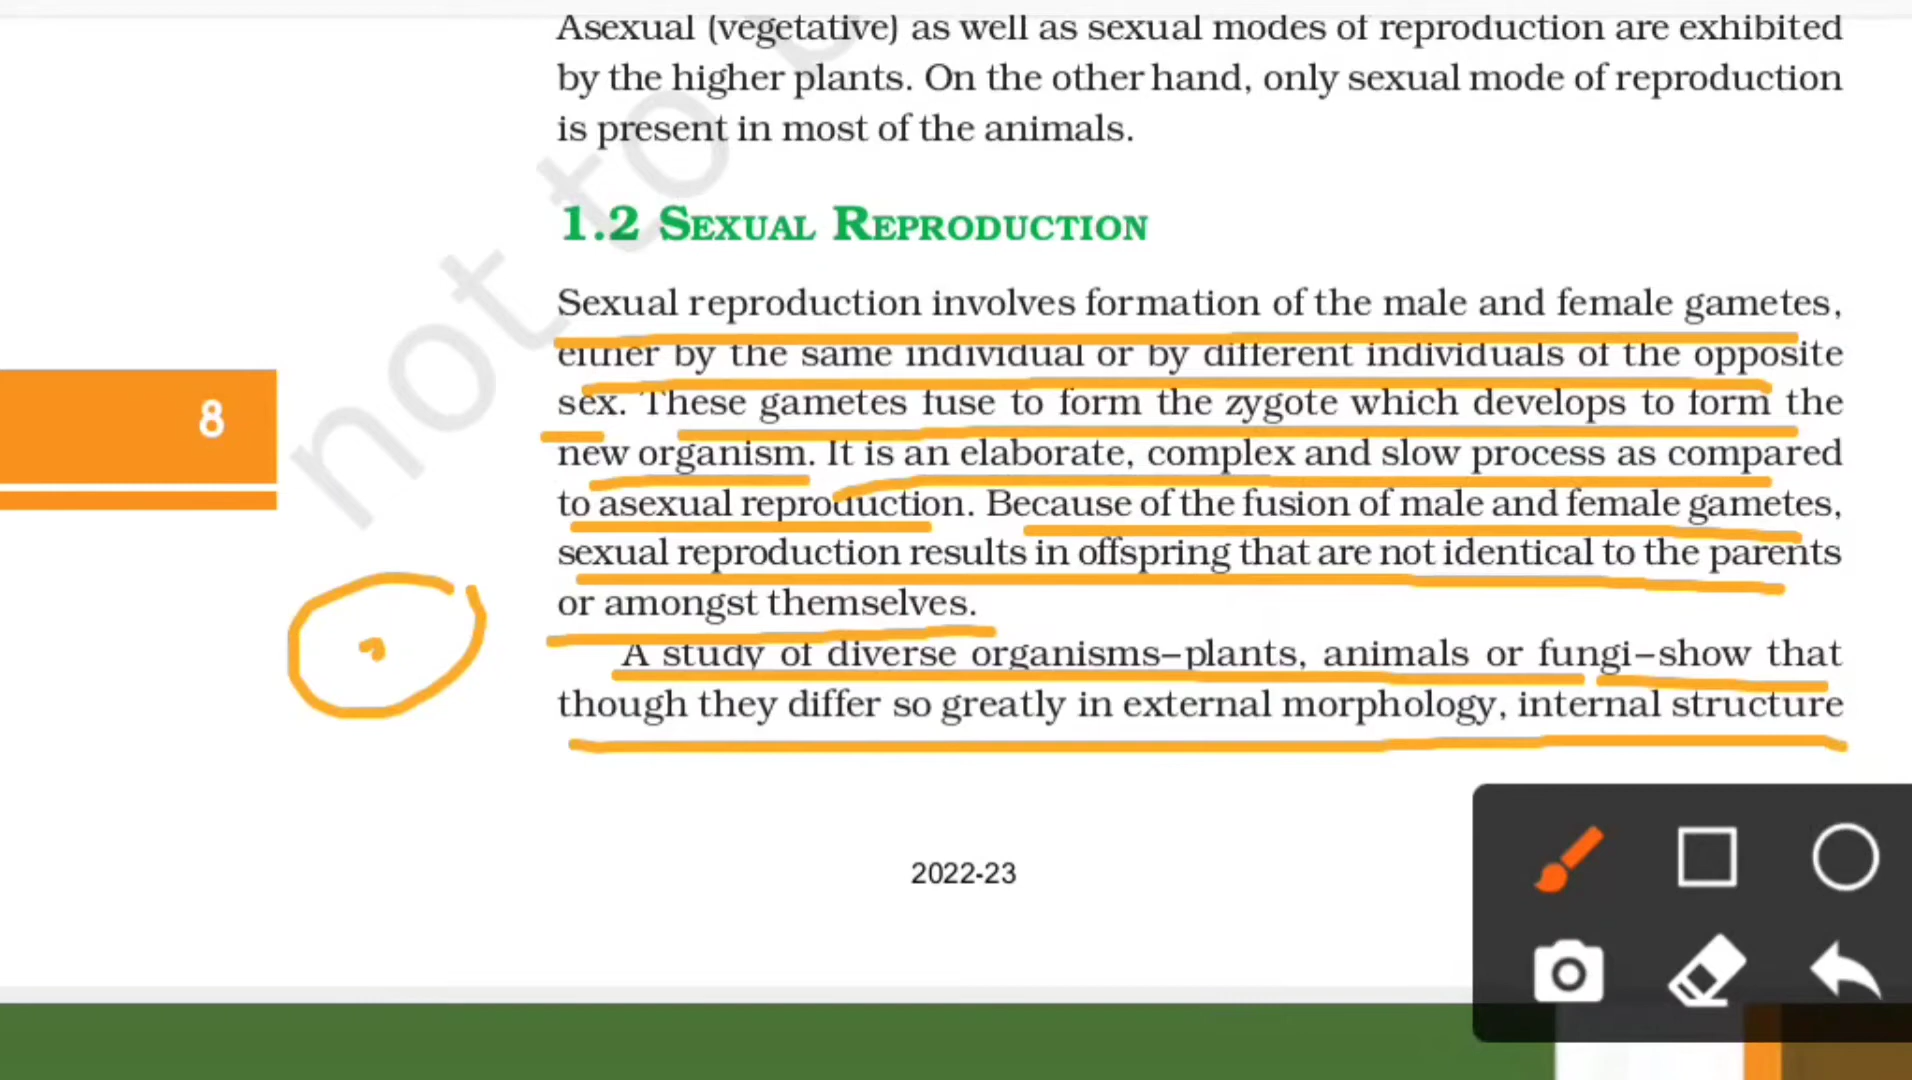 Asexual (vegetative) as well as sexual modes of reproduction are exhibited
by the higher plants. On the other hand, only sexual mode of reproduction
is present in most of the animals.
1.2 SEXUAL REPRODUCTION
Sexual reproduction involves formation of the male and female gametes,
either by the same individual or by different individuals of the opposite
sex. These gametes fuse to form the zygote which develops to form the
new organism. It is an elaborate, complex and slow process as compared
to asexual reproduction. Because of the fusion of male and female gametes,
sexual reproduction results in offspring that are not identical to the parents
or amongst themselves.
A study of diverse organisms–plants, animals or fungi–show that
though they differ so greatly in external morphology, internal structure
8
not to
2022-23